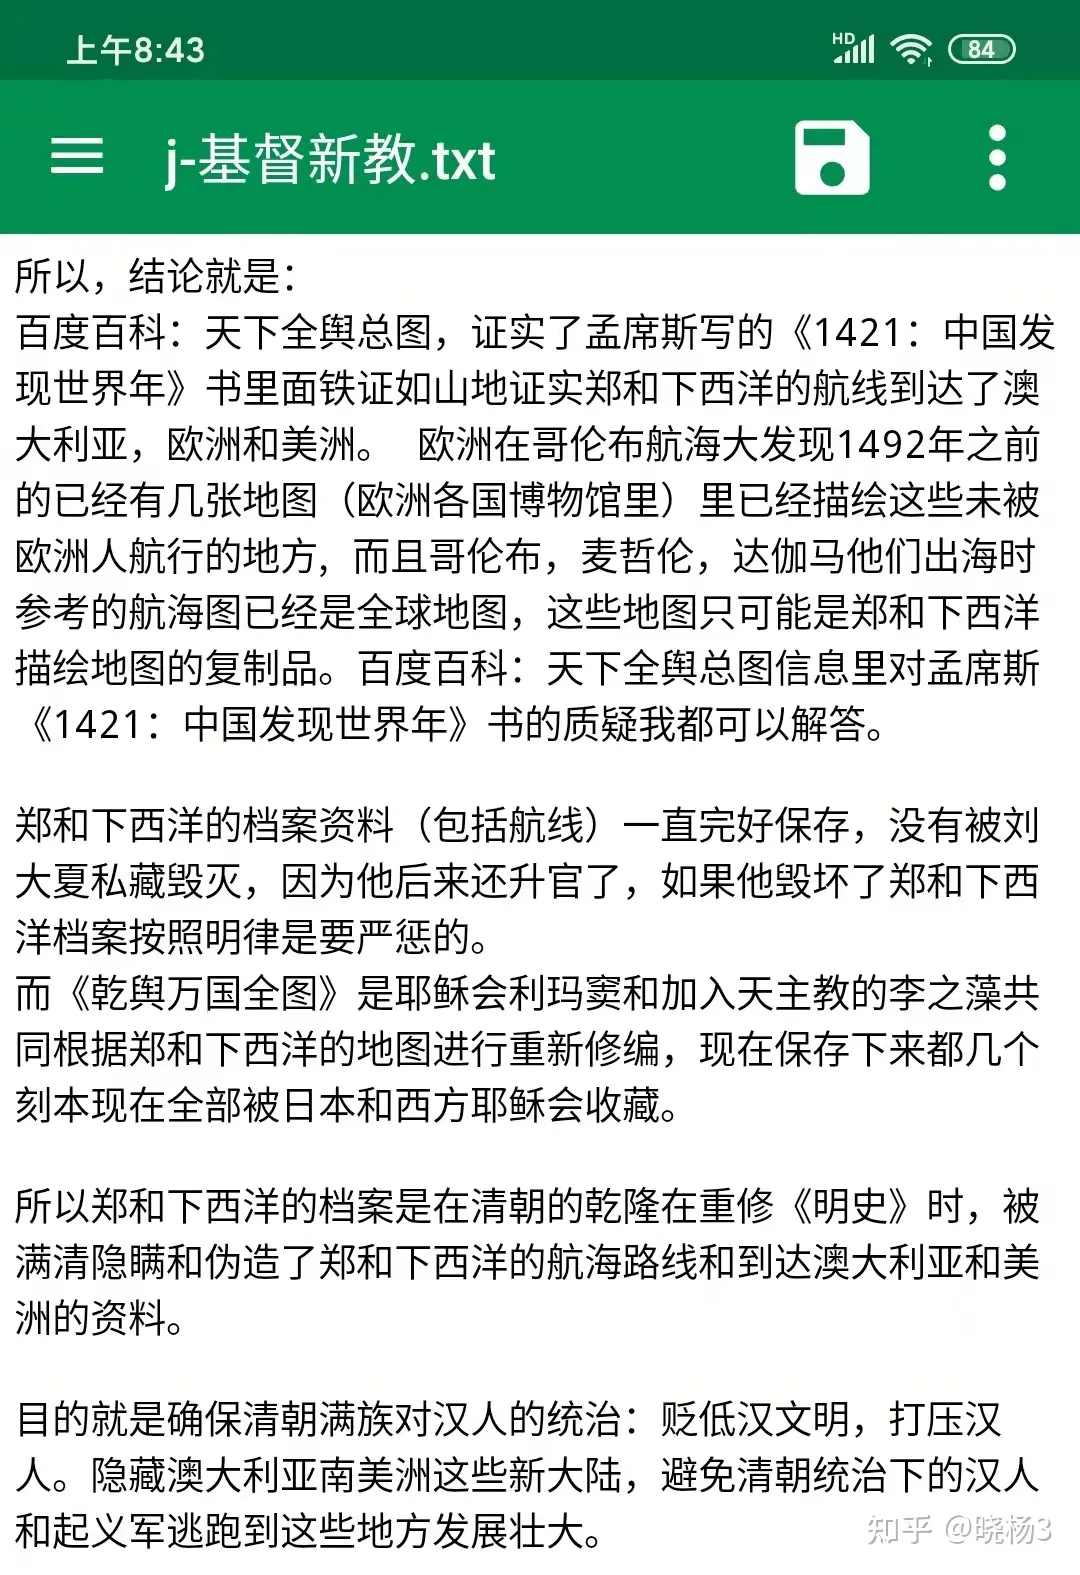 上午8:43
HD
84
j-基督新教.txt
所以，结论就是：
百度百科：天下全舆总图，证实了孟席斯写的《1421：中国发
现世界年》书里面铁证如山地证实郑和下西洋的航线到达了澳
大利亚，欧洲和美洲。 欧洲在哥伦布航海大发现1492年之前
的已经有几张地图（欧洲各国博物馆里）里已经描绘这些未被
欧洲人航行的地方，而且哥伦布，麦哲伦，达伽马他们出海时
参考的航海图已经是全球地图，这些地图只可能是郑和下西洋
描绘地图的复制品。百度百科：天下全舆总图信息里对孟席斯
《1421：中国发现世界年》书的质疑我都可以解答。
郑和下西洋的档案资料（包括航线）一直完好保存，没有被刘
大夏私藏毁灭，因为他后来还升官了，如果他毁坏了郑和下西
洋档案按照明律是要严惩的。
而《乾舆万国全图》是耶稣会利玛窦和加入天主教的李之藻共
同根据郑和下西洋的地图进行重新修编，现在保存下来都几个
刻本现在全部被日本和西方耶稣会收藏。
所以郑和下西洋的档案是在清朝的乾隆在重修《明史》时，被
满清隐瞒和伪造了郑和下西洋的航海路线和到达澳大利亚和美
洲的资料。
目的就是确保清朝满族对汉人的统治：贬低汉文明，打压汉
人。隐藏澳大利亚南美洲这些新大陆，避免清朝统治下的汉人
和起义军逃跑到这些地方发展壮大。
知乎 @晓杨3